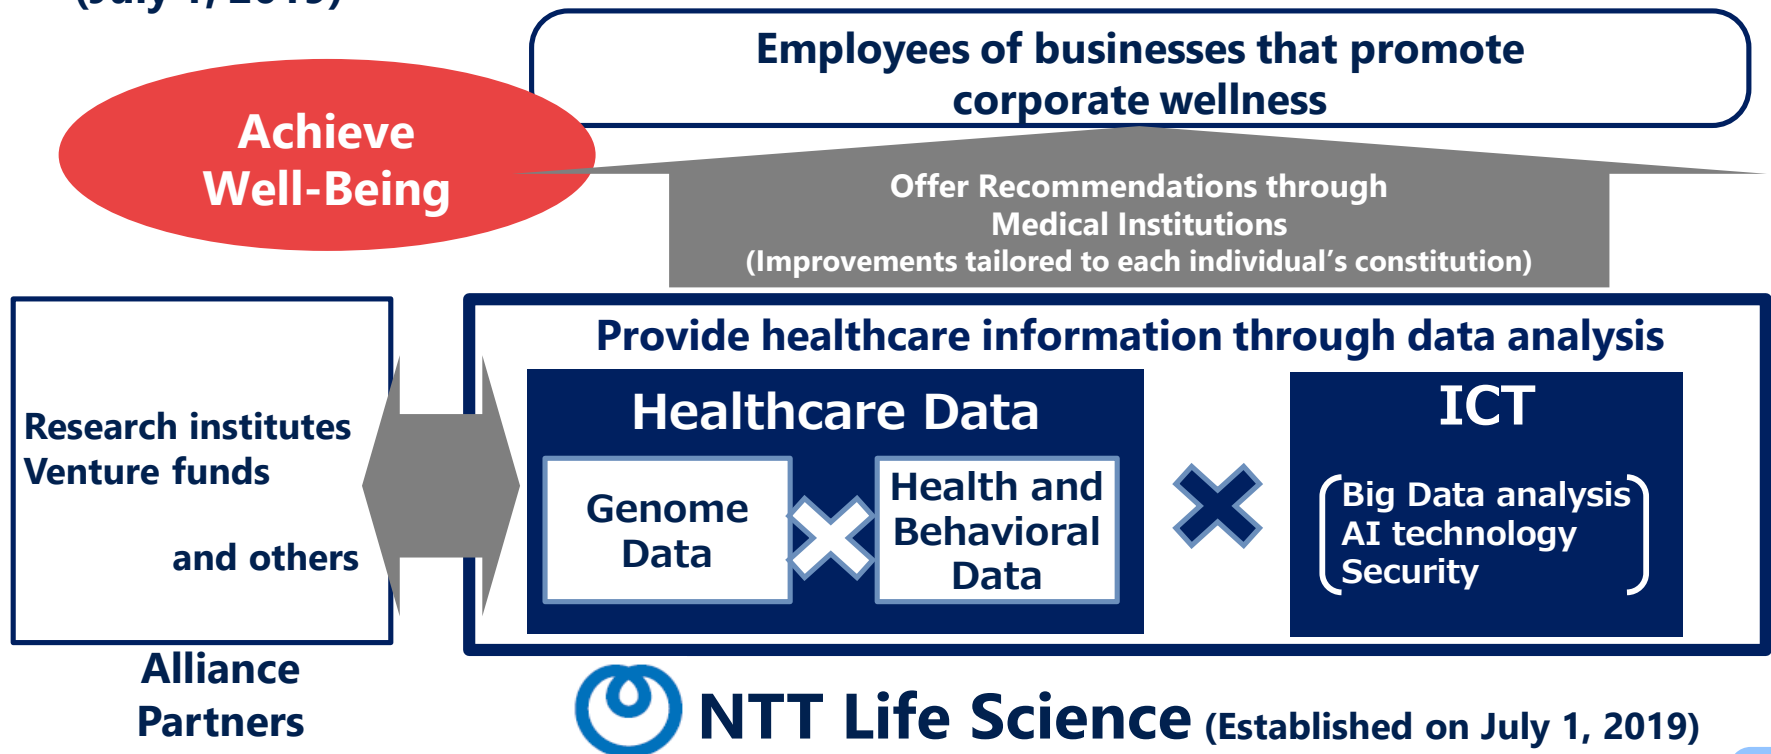 (July 1, 2019)
Employees of businesses that promote
corporate wellness
Achieve
Well-Being
Offer Recommendations through
Medical Institutions
(Improvements tailored to each individual’s constitution)
Provide healthcare information through data analysis
Research institutes
Venture funds
and others
Healthcare Data
Genome
Data
Health and
Behavioral
Data
ICT
Big Data analysis
AI technology
Security
Alliance
Partners
NTT Life Science (Established on July 1, 2019)